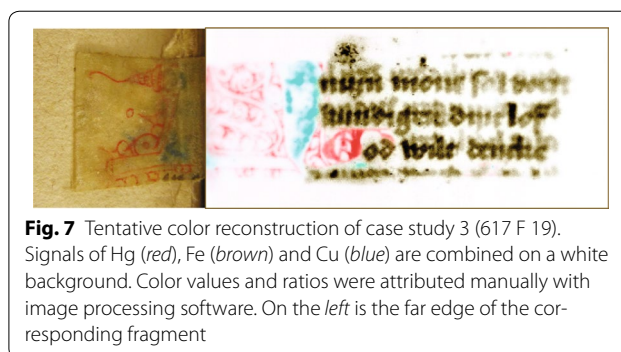 od wilt
Fig. 7 Tentative color reconstruction of case study 3 (617 F 19).
Signals of Hg (red), Fe (brown) and Cu (blue) are combined on a white
background. Color values and ratios were attributed manually with
image processing software. On the left is the far edge of the cor-
responding fragment